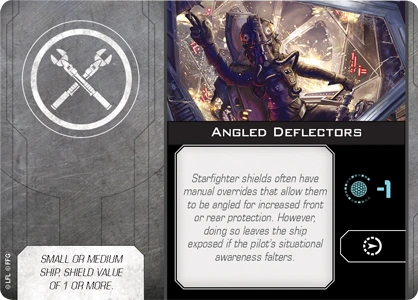 ANGLED DEFLECTORS
Starfighter shields often have
manual overrides that allow them
to be angled for increased front
or rear protection. However,
doing so leaves the ship
exposed if the pilot's situational
awareness falters.
-1
SMALL OR MEDIUM
SHIP, SHIELD VALUE
OF 1 OR MORE.
© LFL © FFG